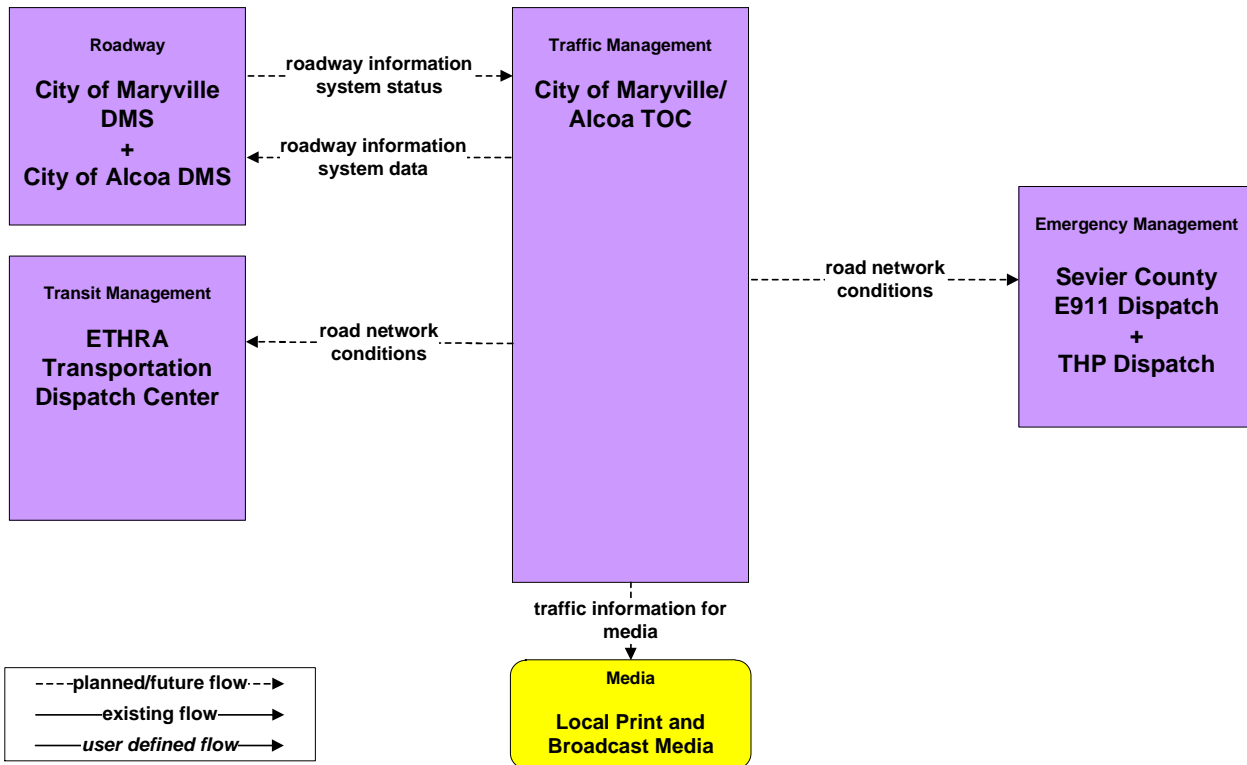 Roadway
City of Maryville
DMS
+
City of Alcoa DMS
roadway information
system status
roadway information
system data
Traffic Management
City of Maryville/
Alcoa TOC
Emergency Management
Sevier County
E911 Dispatch
+
THP Dispatch
road network
conditions
Transit Management
ETHRA
Transportation
Dispatch Center
road network
conditions
traffic information for
media
Media
Local Print and
Broadcast Media
planned/future flow
existing flow
user defined flow